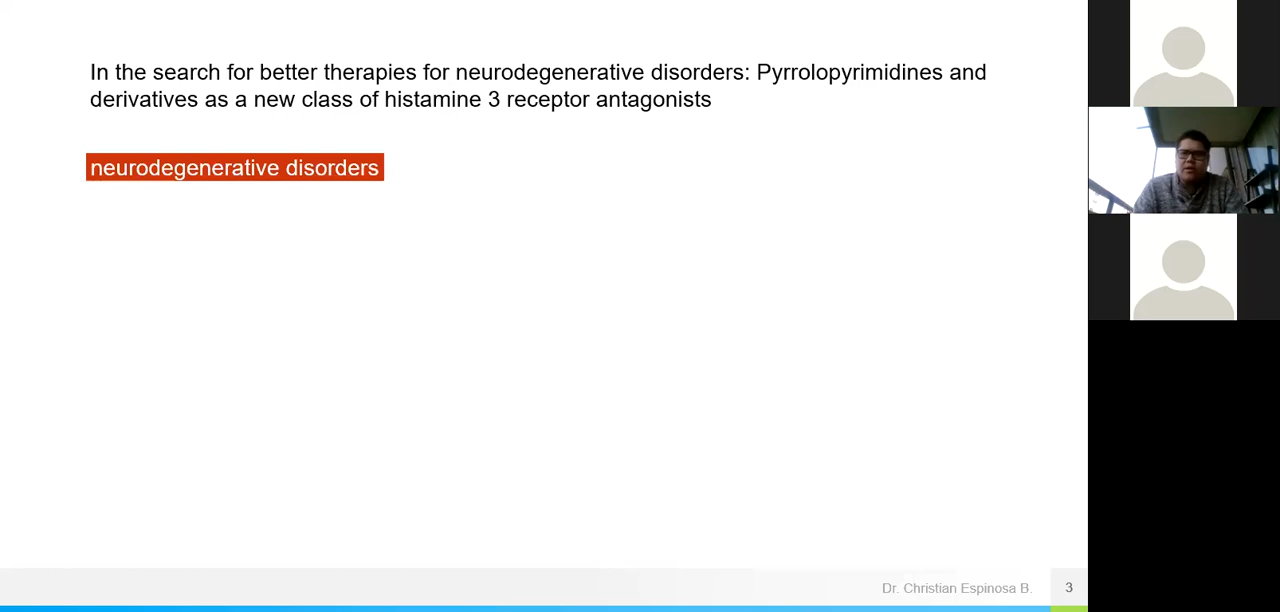 In the search for better therapies for neurodegenerative disorders: Pyrrolopyrimidines and
derivatives as a new class of histamine 3 receptor antagonists
neurodegenerative disorders
Dr. Christian Espinosa B.
3